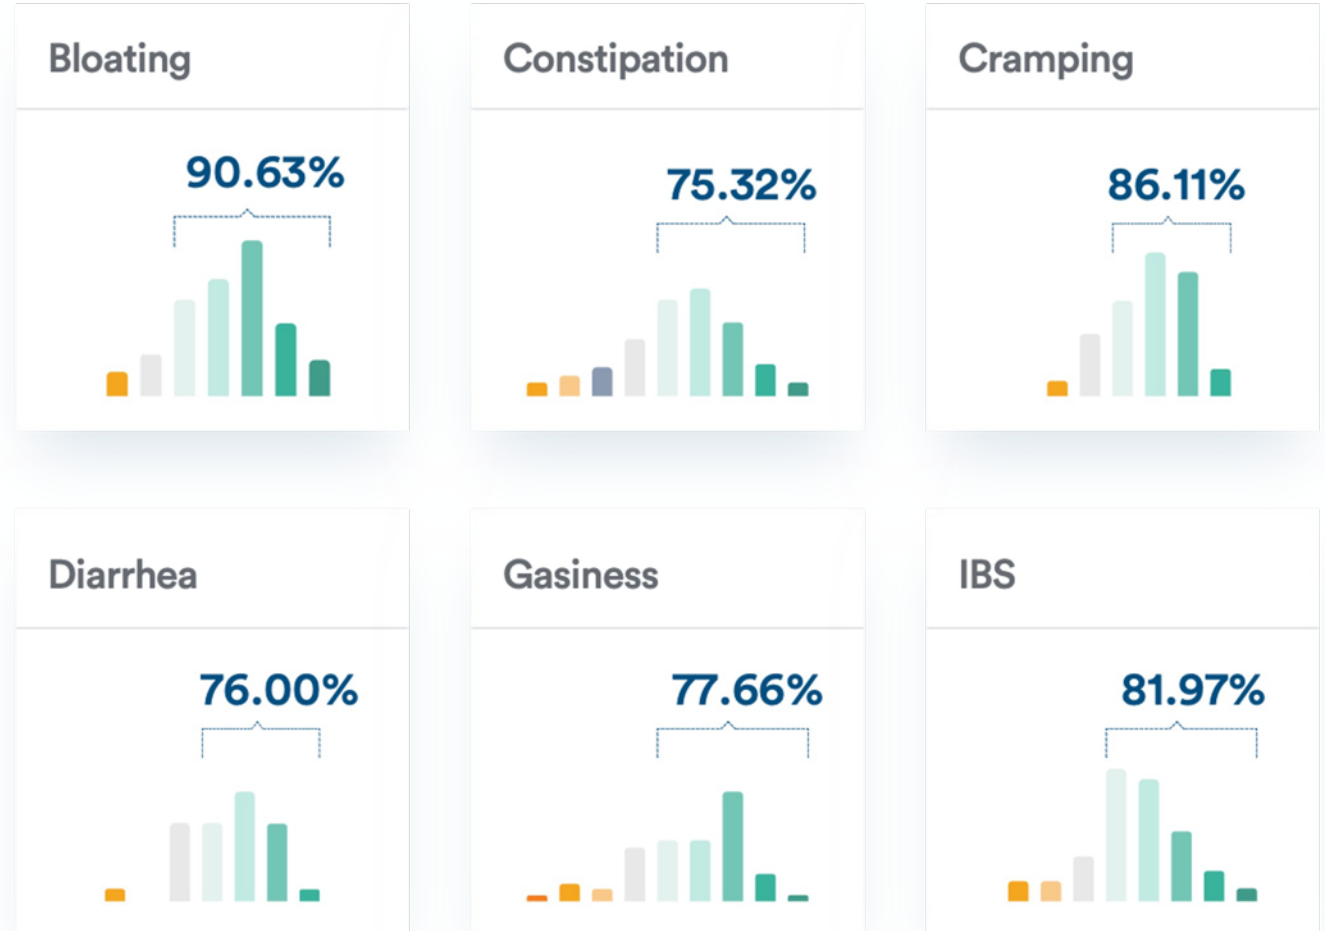 Bloating
Constipation
Cramping
90.63%
75.32%
86.11%
Diarrhea
Gasiness
IBS
76.00%
77.66%
81.97%